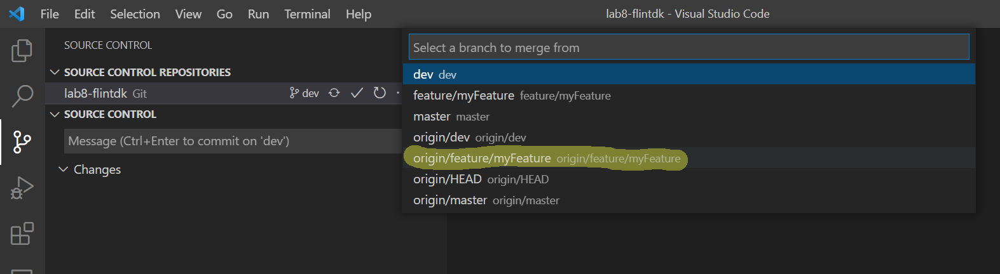 File Edit Selection View Go Run Terminal Help
lab8-flintdk - Visual Studio Code
SOURCE CONTROL
SOURCE CONTROL REPOSITORIES
lab8-flintdk Git dev
SOURCE CONTROL
Message (Ctrl+Enter to commit on 'dev')
Changes
Select a branch to merge from
dev dev
feature/myFeature feature/myFeature
master master
origin/dev origin/dev
origin/feature/myFeature origin/feature/myFeature
origin/HEAD origin/HEAD
origin/master origin/master